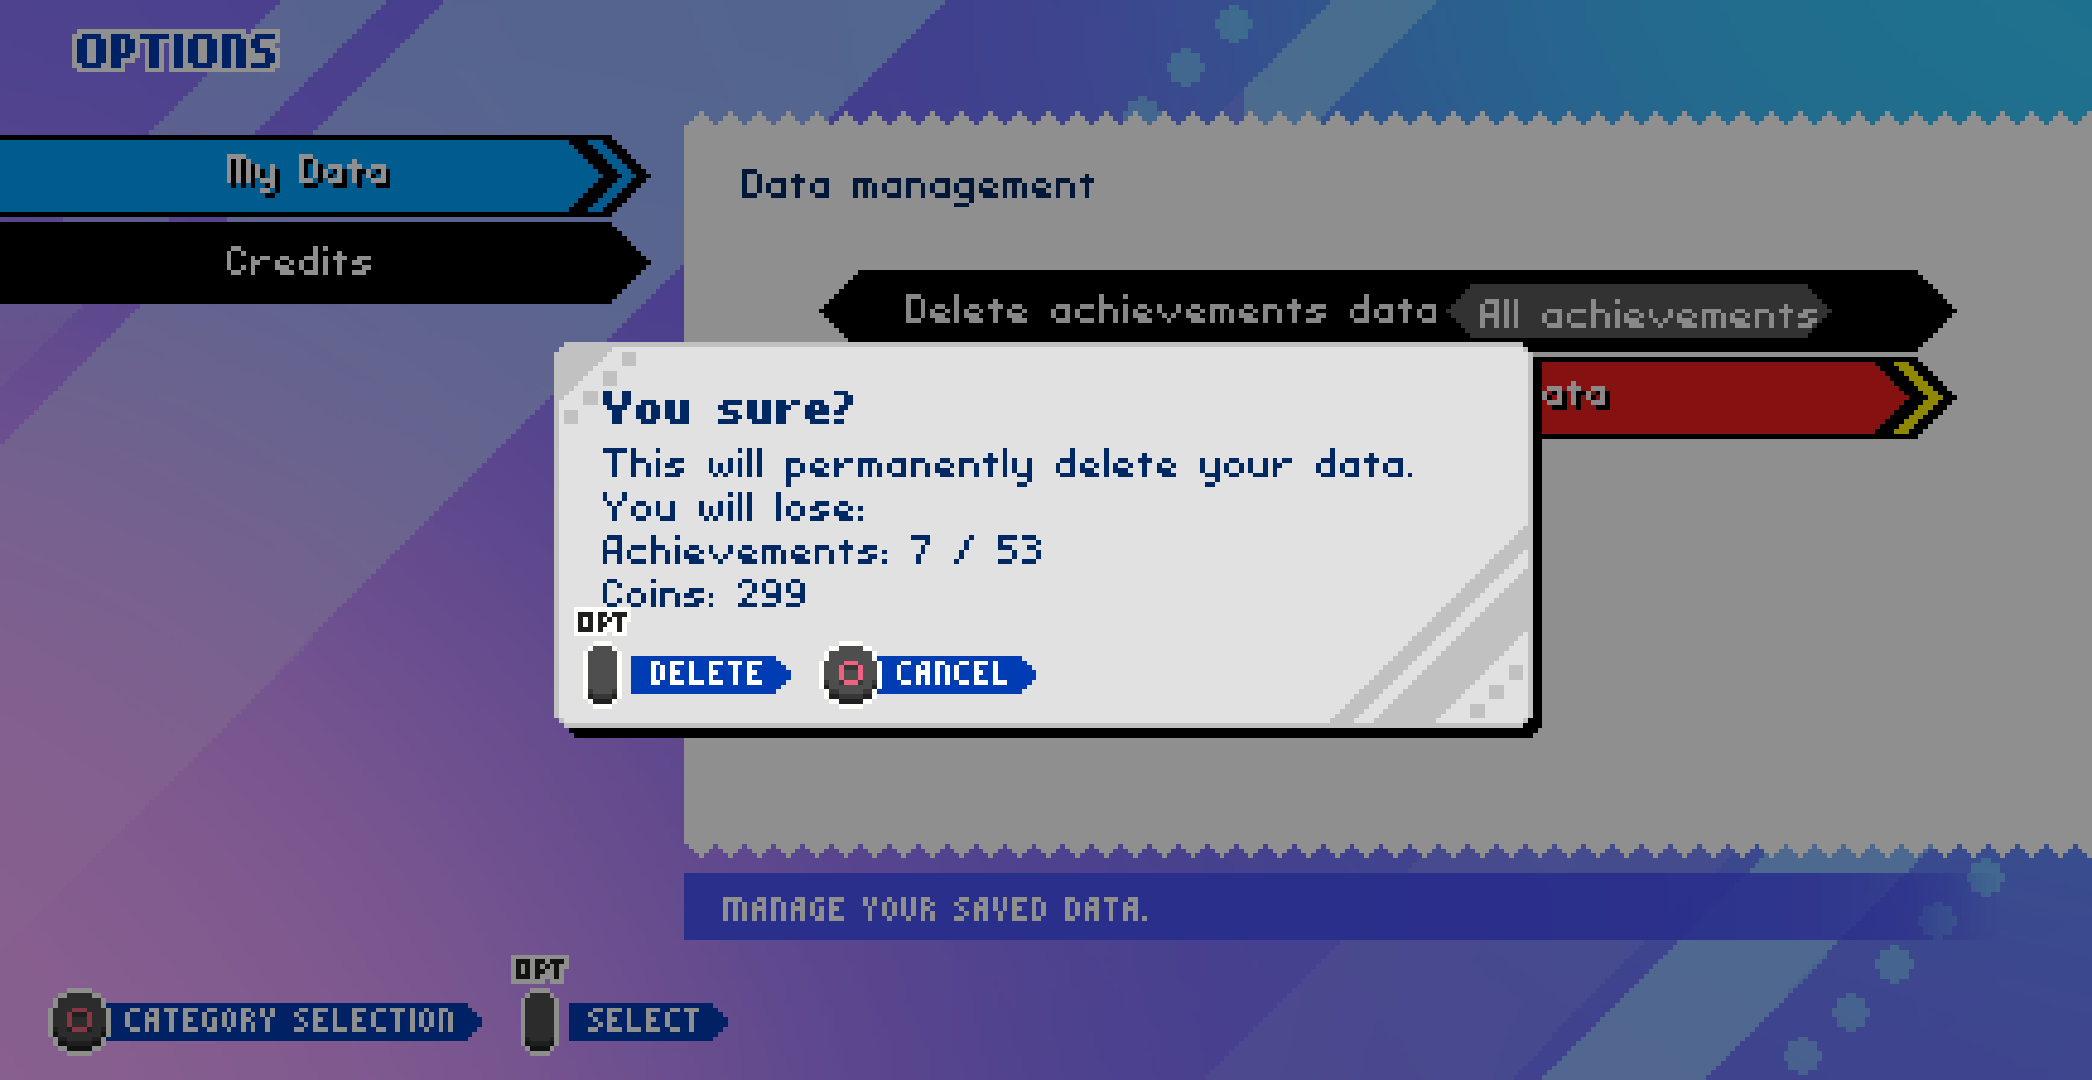 OPTIONS
My Data
Credits
Data management
Delete achievements data All achievements
ata
You sure?
This will permanently delete your data.
You will lose:
Achievements: 7 / 53
Coins: 299
OPT
DELETE CANCEL
MANAGE YOUR SAVED DATA.
OPT
CATEGORY SELECTION SELECT